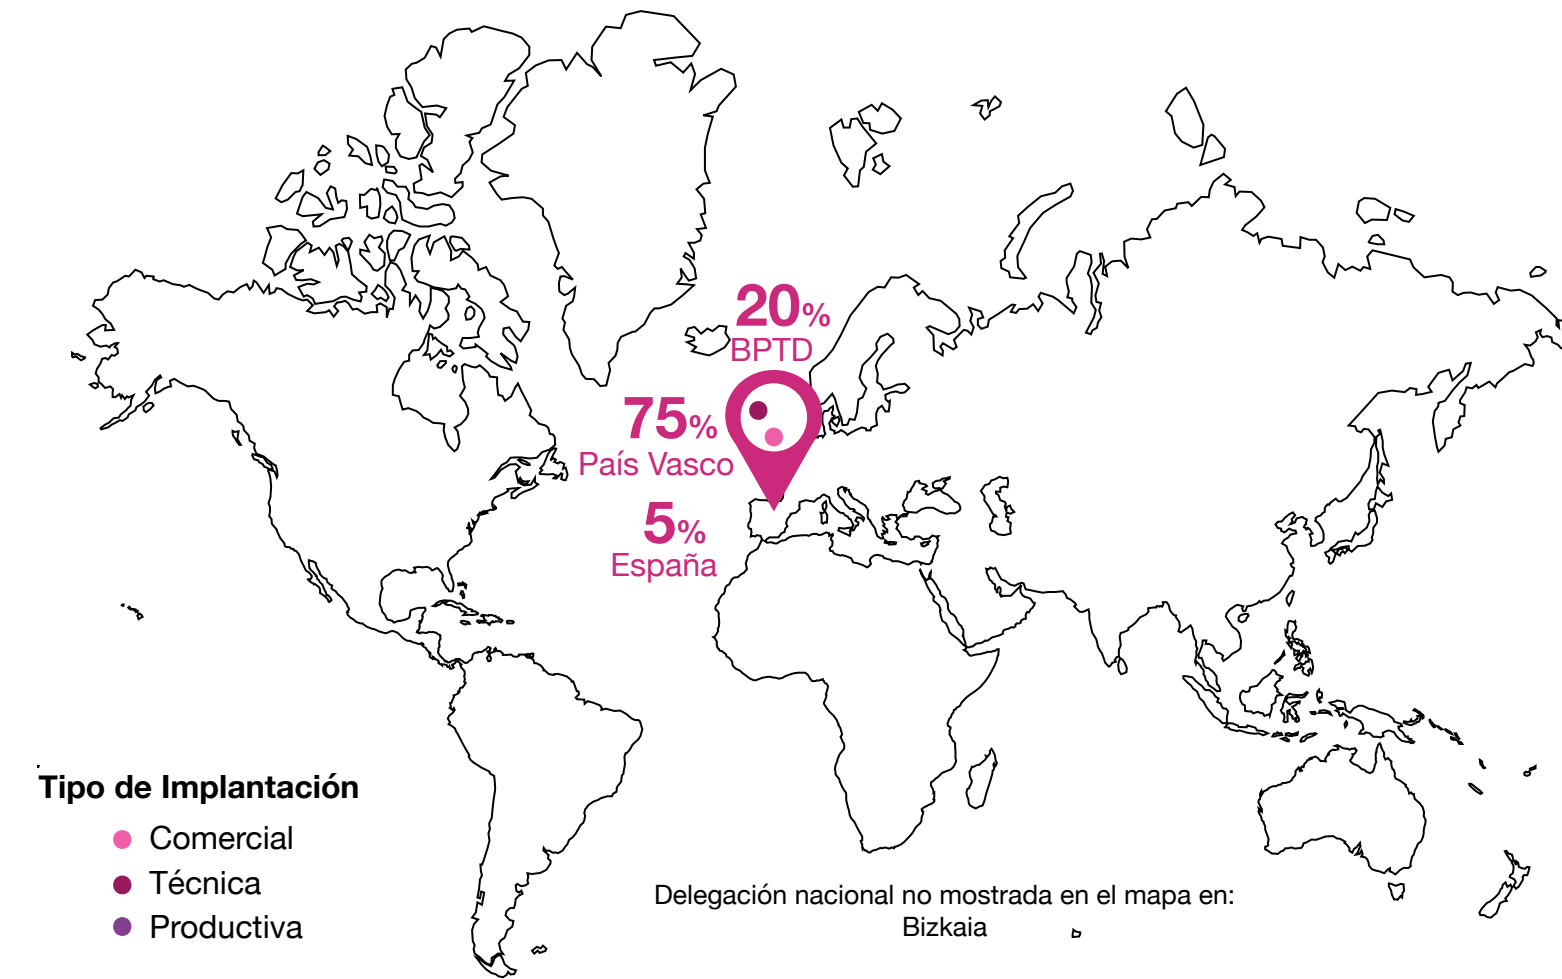 20%
BPTD
75%
País Vasco
5%
España
Tipo de Implantación
Comercial
Técnica
Productiva
Delegación nacional no mostrada en el mapa en:
Bizkaia